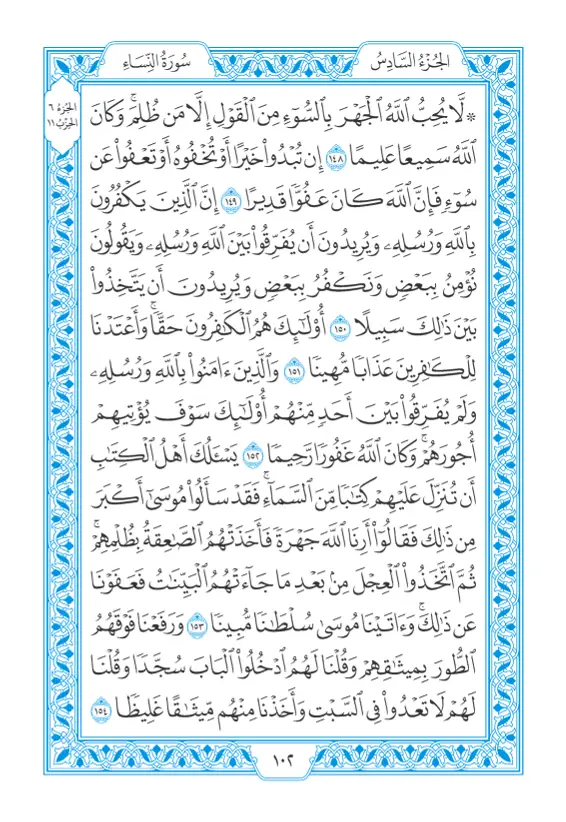 الجُزْءُ السَّادِسُ
سُورَةُ النِّسَاءِ
الجزء ٦
الحزب ١١
۞ لَّا يُحِبُّ ٱللَّهُ ٱلْجَهْرَ بِٱلسُّوٓءِ مِنَ ٱلْقَوْلِ إِلَّا مَن ظُلِمَۚ وَكَانَ
ٱللَّهُ سَمِيعًا عَلِيمًا ١٤٨ إِن تُبْدُوا۟ خَيْرًا أَوْ تُخْفُوهُ أَوْ تَعْفُوا۟ عَن
سُوٓءٍ فَإِنَّ ٱللَّهَ كَانَ عَفُوًّا قَدِيرًا ١٤٩ إِنَّ ٱلَّذِينَ يَكْفُرُونَ
بِٱللَّهِ وَرُسُلِهِۦ وَيُرِيدُونَ أَن يُفَرِّقُوا۟ بَيْنَ ٱللَّهِ وَرُسُلِهِۦ وَيَقُولُونَ
نُؤْمِنُ بِبَعْضٍ وَنَكْفُرُ بِبَعْضٍ وَيُرِيدُونَ أَن يَتَّخِذُوا۟
بَيْنَ ذَٰلِكَ سَبِيلًا ١٥٠ أُو۟لَٰٓئِكَ هُمُ ٱلْكَٰفِرُونَ حَقًّاۚ وَأَعْتَدْنَا
لِلْكَٰفِرِينَ عَذَابًا مُّهِينًا ١٥١ وَٱلَّذِينَ ءَامَنُوا۟ بِٱللَّهِ وَرُسُلِهِۦ
وَلَمْ يُفَرِّقُوا۟ بَيْنَ أَحَدٍ مِّنْهُمْ أُو۟لَٰٓئِكَ سَوْفَ يُؤْتِيهِمْ
أُجُورَهُمْۚ وَكَانَ ٱللَّهُ غَفُورًا رَّحِيمًا ١٥٢ يَسْـَٔلُكَ أَهْلُ ٱلْكِتَٰبِ
أَن تُنَزِّلَ عَلَيْهِمْ كِتَٰبًا مِّنَ ٱلسَّمَآءِۚ فَقَدْ سَأَلُوا۟ مُوسَىٰٓ أَكْبَرَ
مِن ذَٰلِكَ فَقَالُوٓا۟ أَرِنَا ٱللَّهَ جَهْرَةً فَأَخَذَتْهُمُ ٱلصَّٰعِقَةُ بِظُلْمِهِمْۚ
ثُمَّ ٱتَّخَذُوا۟ ٱلْعِجْلَ مِنۢ بَعْدِ مَا جَآءَتْهُمُ ٱلْبَيِّنَٰتُ فَعَفَوْنَا
عَن ذَٰلِكَۚ وَءَاتَيْنَا مُوسَىٰ سُلْطَٰنًا مُّبِينًا ١٥٣ وَرَفَعْنَا فَوْقَهُمُ
ٱلطُّورَ بِمِيثَٰقِهِمْ وَقُلْنَا لَهُمُ ٱدْخُلُوا۟ ٱلْبَابَ سُجَّدًا وَقُلْنَا
لَهُمْ لَا تَعْدُوا۟ فِى ٱلسَّبْتِ وَأَخَذْنَا مِنْهُم مِّيثَٰقًا غَلِيظًا ١٥٤
١٠٢